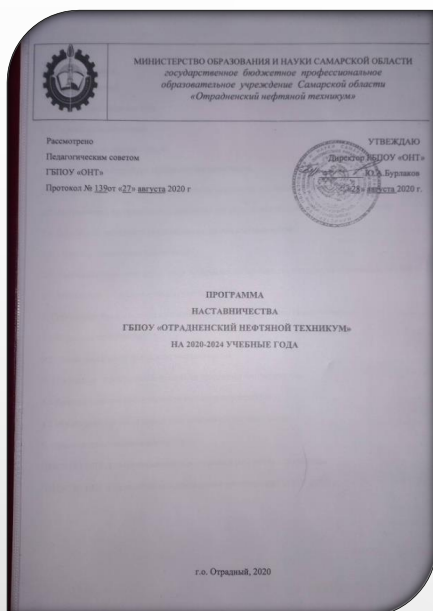 МИНИСТЕРСТВО ОБРАЗОВАНИЯ И НАУКИ САМАРСКОЙ ОБЛАСТИ
государственное бюджетное профессиональное
образовательное учреждение Самарской области
«Отрадненский нефтяной техникум»
Рассмотрено
Педагогическим советом
ГБПОУ «ОНТ»
Протокол № 139от «27» августа 2020 г
УТВЕЖДАЮ
Директор ГБПОУ «ОНТ»
Ю.А.Бурлаков
«28» августа 2020 г.
ПРОГРАММА
НАСТАВНИЧЕСТВА
ГБПОУ «ОТРАДНЕНСКИЙ НЕФТЯНОЙ ТЕХНИКУМ»
НА 2020-2024 УЧЕБНЫЕ ГОДА
г.о. Отрадный, 2020